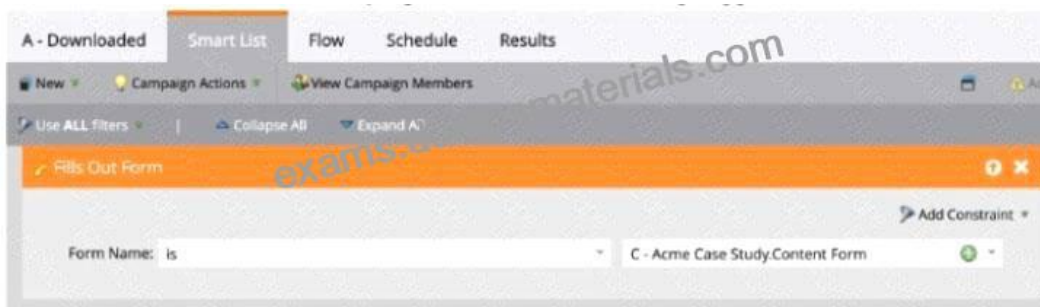 A - Downloaded Smart List Flow Schedule Results
New Campaign Actions View Campaign Members
Use ALL filters | Collapse All Expand A
Fills Out Form
Add Constraint
Form Name: is C - Acme Case Study.Content Form